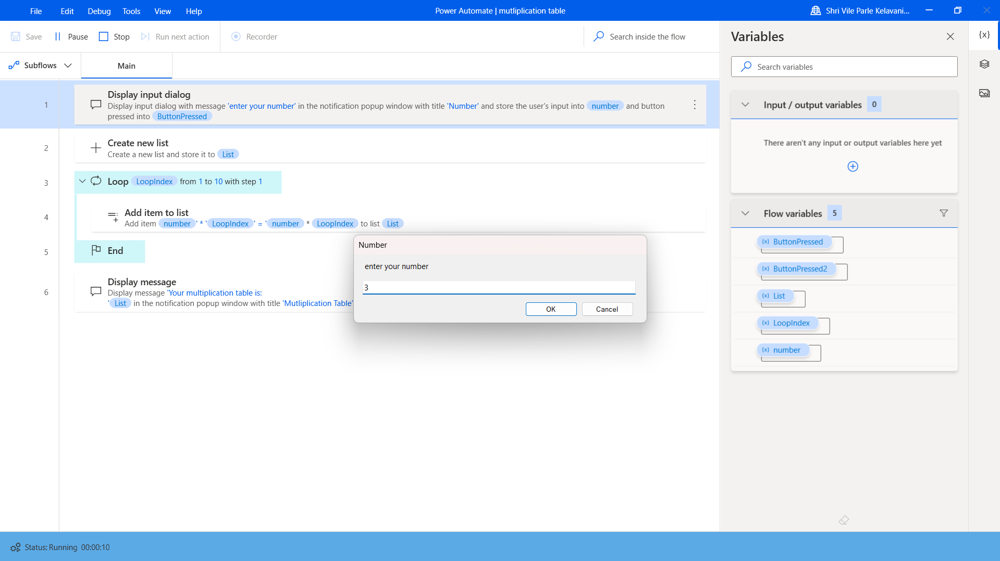 File Edit Debug Tools View Help
Power Automate | mutliplication table
Shri Vile Parle Kelavani...
Save Pause Stop Run next action Recorder
Search inside the flow
Subflows
Main
1
Display input dialog
Display input dialog with message 'enter your number' in the notification popup window with title 'Number' and store the user's input into number and button
pressed into ButtonPressed
2
Create new list
Create a new list and store it to List
3
Loop LoopIndex from 1 to 10 with step 1
4
Add item to list
Add item number ' * ' LoopIndex ' = ' number * LoopIndex to list List
5
End
6
Display message
Display message 'Your multiplication table is:
' List in the notification popup window with title 'Mutliplication Table'
Number
enter your number
3
OK Cancel
Variables
{x}
Search variables
Input / output variables 0
There aren't any input or output variables here yet
Flow variables 5
(x) ButtonPressed
(x) ButtonPressed2
(x) List
(x) LoopIndex
(x) number
Status: Running 00:00:10